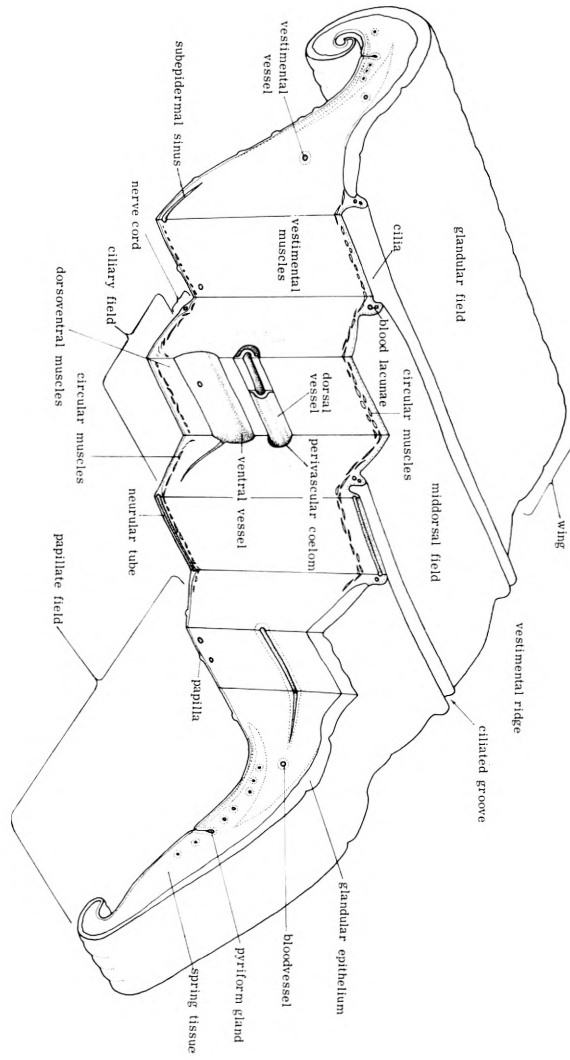 vestimental
vessel
subepidermal sinus
nerve cord
ciliary field
dorsoventral muscles
circular muscles
papillate field
vestimental
muscles
cilia
glandular field
blood lacunae
circular muscles
dorsal
vessel
perivascular coelom
ventral vessel
neurular tube
middorsal field
wing
vestimental ridge
ciliated groove
papilla
glandular epithelium
bloodvessel
pyriform gland
spring tissue